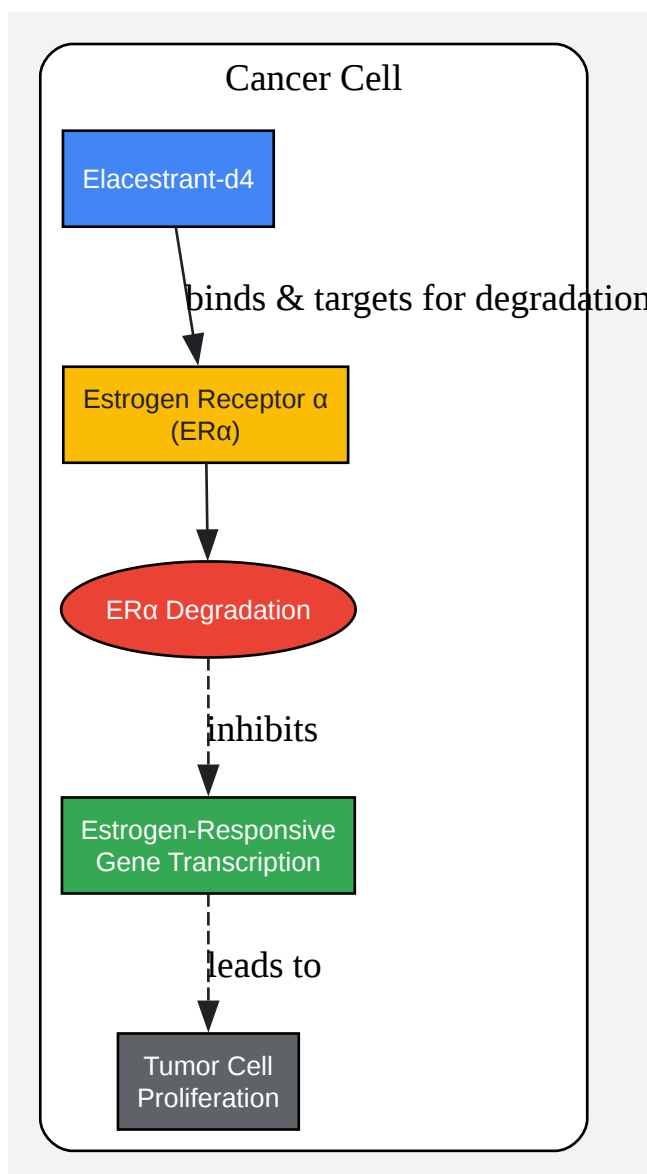 Cancer Cell
Elacestrant-d4
binds & targets for degradation
Estrogen Receptor α
(ERα)
ERα Degradation
inhibits
Estrogen-Responsive
Gene Transcription
leads to
Tumor Cell
Proliferation